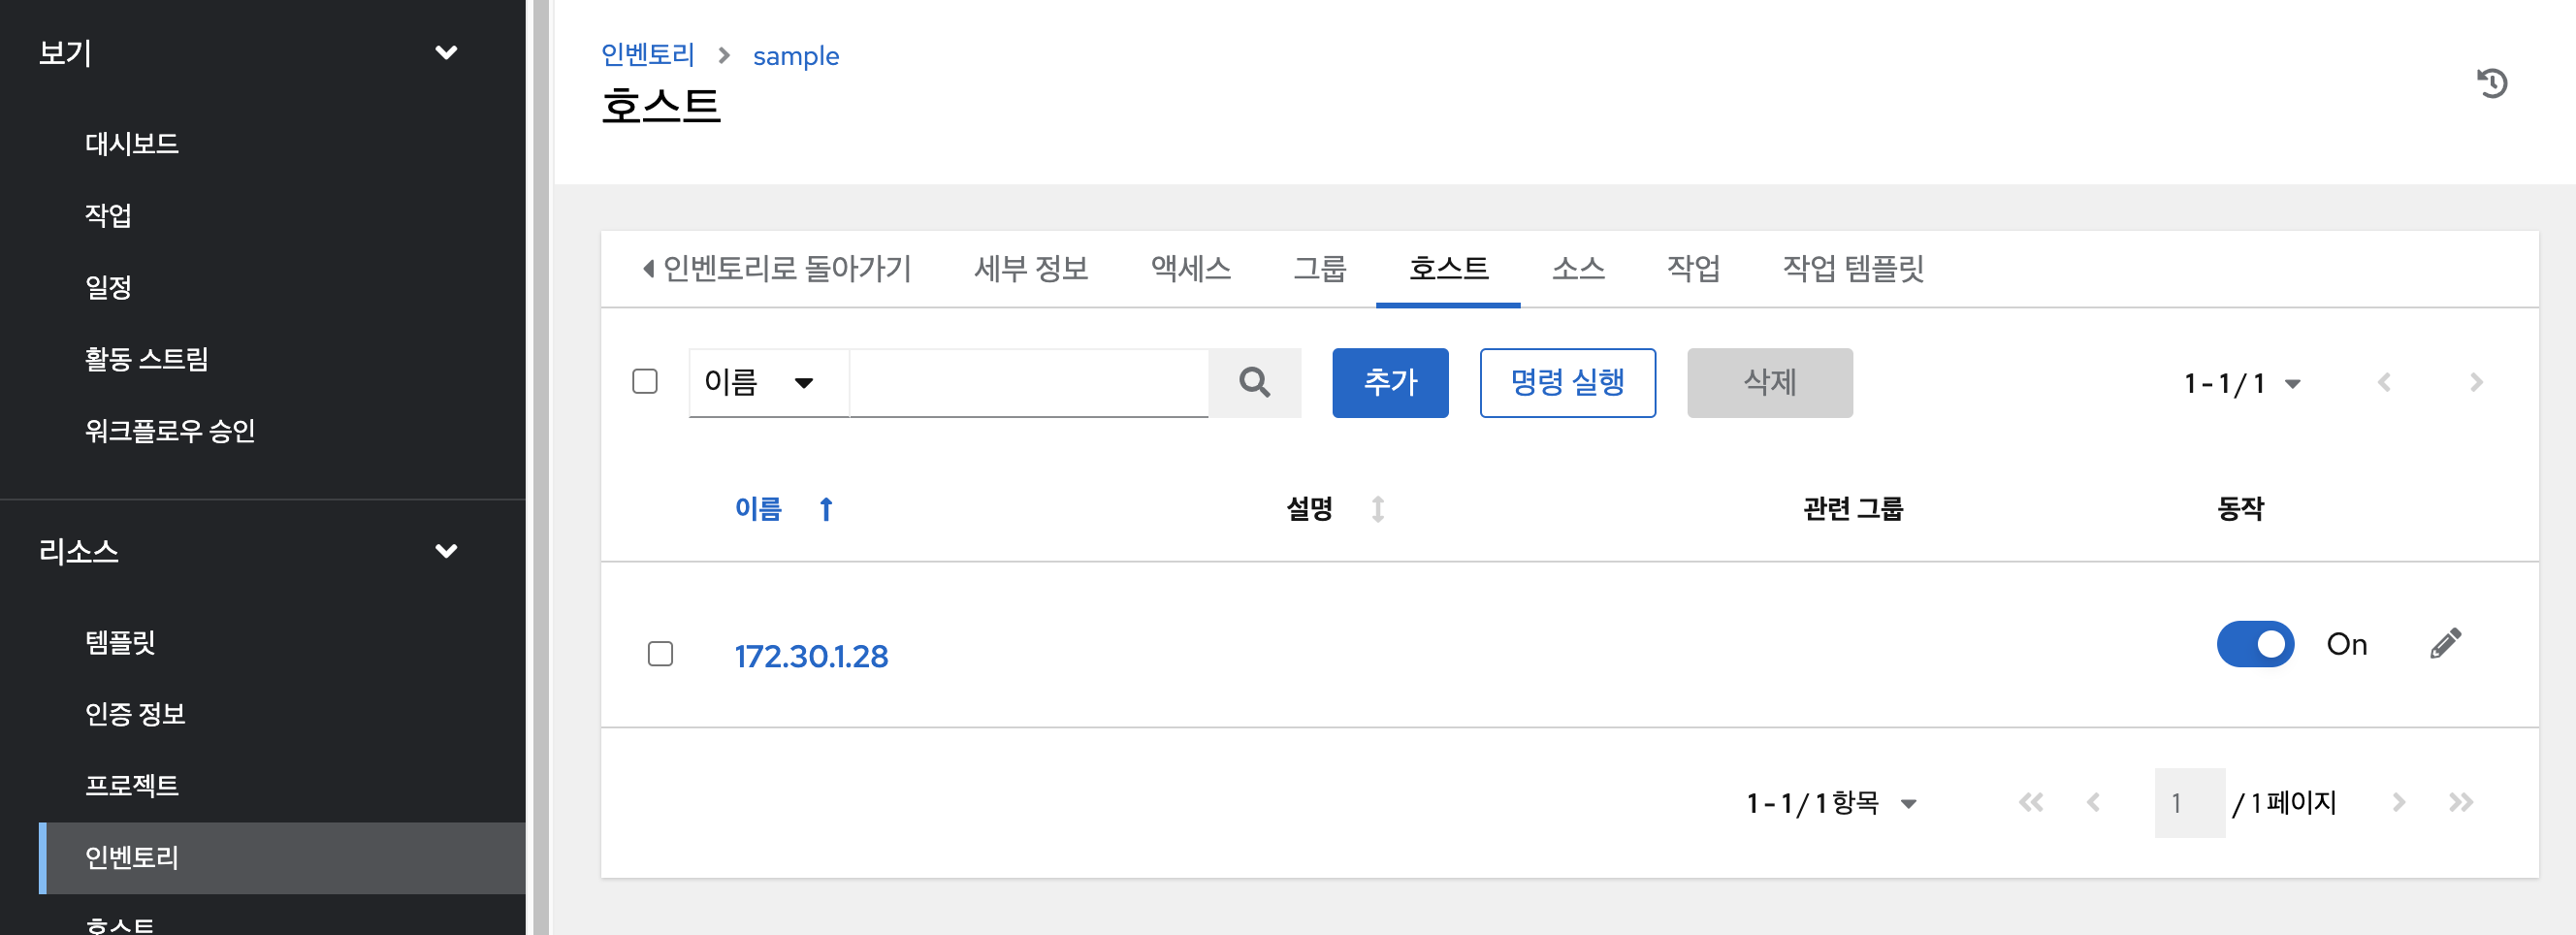 보기
대시보드
작업
일정
활동 스트림
워크플로우 승인
리소스
템플릿
인증 정보
프로젝트
인벤토리
호스트
인벤토리 sample
호스트
인벤토리로 돌아가기 세부 정보 액세스 그룹 호스트 소스 작업 작업 템플릿
이름 추가 명령 실행 삭제 1 - 1 / 1
이름 설명 관련 그룹 동작
172.30.1.28 On
1 - 1 / 1 항목 1 / 1 페이지